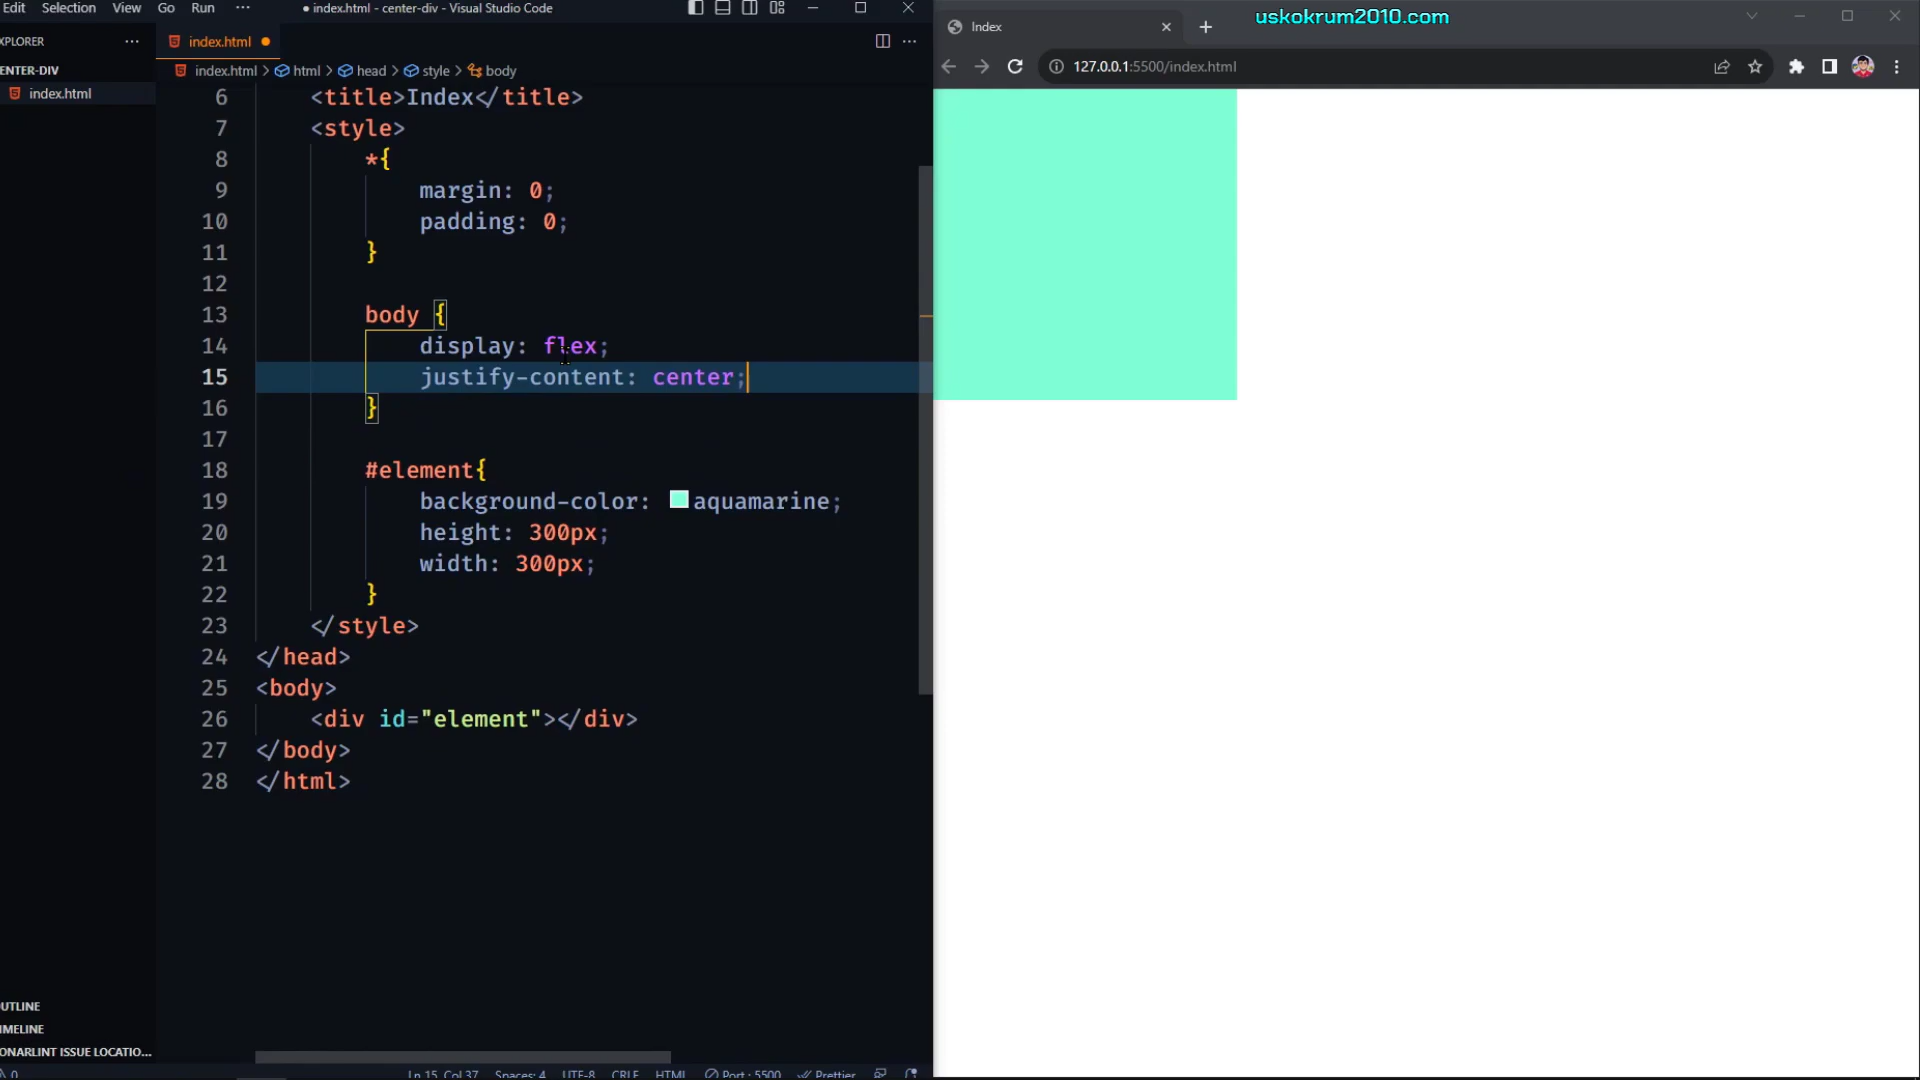 Edit Selection View Go Run ··· ● index.html - center-div - Visual Studio Code
XPLORER ···
ENTER-DIV
index.html
index.html
index.html > html > head > style > body
6 <title>Index</title>
7 <style>
8 *{
9 margin: 0;
10 padding: 0;
11 }
12
13 body {
14 display: flex;
15 justify-content: center;
16 }
17
18 #element{
19 background-color: aquamarine;
20 height: 300px;
21 width: 300px;
22 }
23 </style>
24 </head>
25 <body>
26 <div id="element"></div>
27 </body>
28 </html>
UTLINE
IMELINE
ONARLINT ISSUE LOCATIO...
0 Ln 15, Col 37 Spaces: 4 UTF-8 CRLF HTML Port : 5500 Prettier
Index
uskokrum2010.com
127.0.0.1:5500/index.html